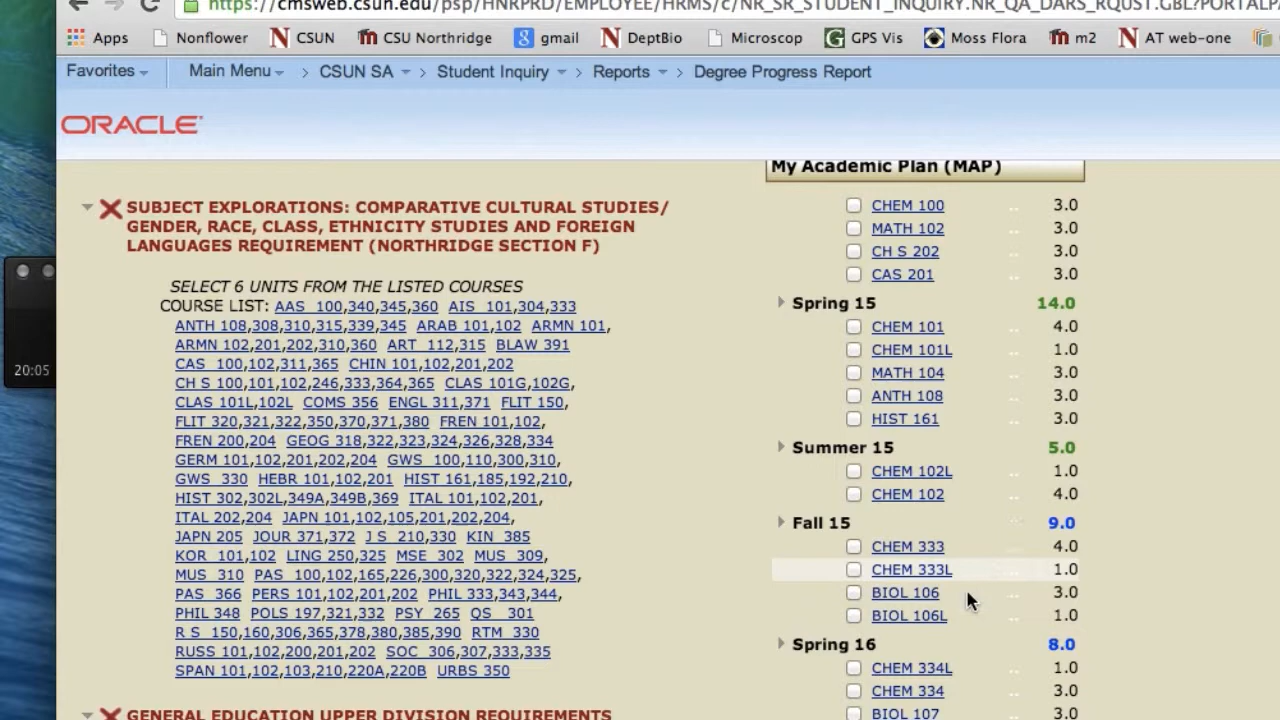 https://cmsweb.csun.edu/psp/HNRPRD/EMPLOYEE/HRMS/c/NR_SR_STUDENT_INQUIRY.NR_QA_DARS_RQUST.GBL?PORTALPA
Apps Nonflower CSUN CSU Northridge gmail DeptBio Microscop GPS Vis Moss Flora m2 AT web-one
Favorites Main Menu > CSUN SA > Student Inquiry > Reports > Degree Progress Report
ORACLE
SUBJECT EXPLORATIONS: COMPARATIVE CULTURAL STUDIES/
GENDER, RACE, CLASS, ETHNICITY STUDIES AND FOREIGN
LANGUAGES REQUIREMENT (NORTHRIDGE SECTION F)
SELECT 6 UNITS FROM THE LISTED COURSES
COURSE LIST: AAS 100,340,345,360 AIS 101,304,333
ANTH 108,308,310,315,339,345 ARAB 101,102 ARMN 101,
ARMN 102,201,202,310,360 ART 112,315 BLAW 391
CAS 100,102,311,365 CHIN 101,102,201,202
CH S 100,101,102,246,333,364,365 CLAS 101G,102G,
CLAS 101L,102L COMS 356 ENGL 311,371 FLIT 150,
FLIT 320,321,322,350,370,371,380 FREN 101,102,
FREN 200,204 GEOG 318,322,323,324,326,328,334
GERM 101,102,201,202,204 GWS 100,110,300,310,
GWS 330 HEBR 101,102,201 HIST 161,185,192,210,
HIST 302,302L,349A,349B,369 ITAL 101,102,201,
ITAL 202,204 JAPN 101,102,105,201,202,204,
JAPN 205 JOUR 371,372 J S 210,330 KIN 385
KOR 101,102 LING 250,325 MSE 302 MUS 309,
MUS 310 PAS 100,102,165,226,300,320,322,324,325,
PAS 366 PERS 101,102,201,202 PHIL 333,343,344,
PHIL 348 POLS 197,321,332 PSY 265 QS 301
R S 150,160,306,365,378,380,385,390 RTM 330
RUSS 101,102,200,201,202 SOC 306,307,333,335
SPAN 101,102,103,210,220A,220B URBS 350
GENERAL EDUCATION UPPER DIVISION REQUIREMENTS
My Academic Plan (MAP)
CHEM 100 .. 3.0
MATH 102 .. 3.0
CH S 202 .. 3.0
CAS 201 .. 3.0
Spring 15 14.0
CHEM 101 .. 4.0
CHEM 101L .. 1.0
MATH 104 .. 3.0
ANTH 108 .. 3.0
HIST 161 .. 3.0
Summer 15 5.0
CHEM 102L .. 1.0
CHEM 102 .. 4.0
Fall 15 9.0
CHEM 333 .. 4.0
CHEM 333L .. 1.0
BIOL 106 .. 3.0
BIOL 106L .. 1.0
Spring 16 8.0
CHEM 334L .. 1.0
CHEM 334 .. 3.0
BIOL 107 .. 3.0
20:05